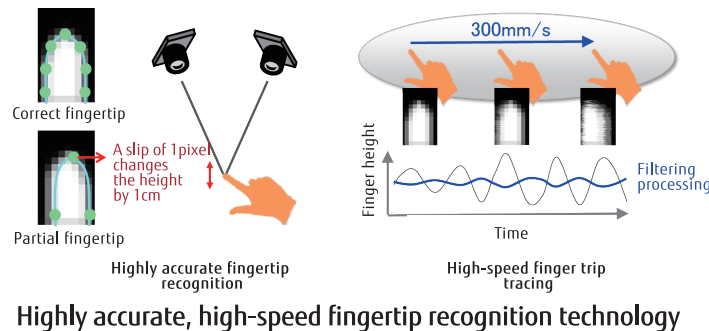 Correct fingertip
A slip of 1pixel
changes
the height
by 1cm
Partial fingertip
Highly accurate fingertip
recognition
300mm/s
Finger height
Filtering
processing
Time
High-speed finger trip
tracing
Highly accurate, high-speed fingertip recognition technology